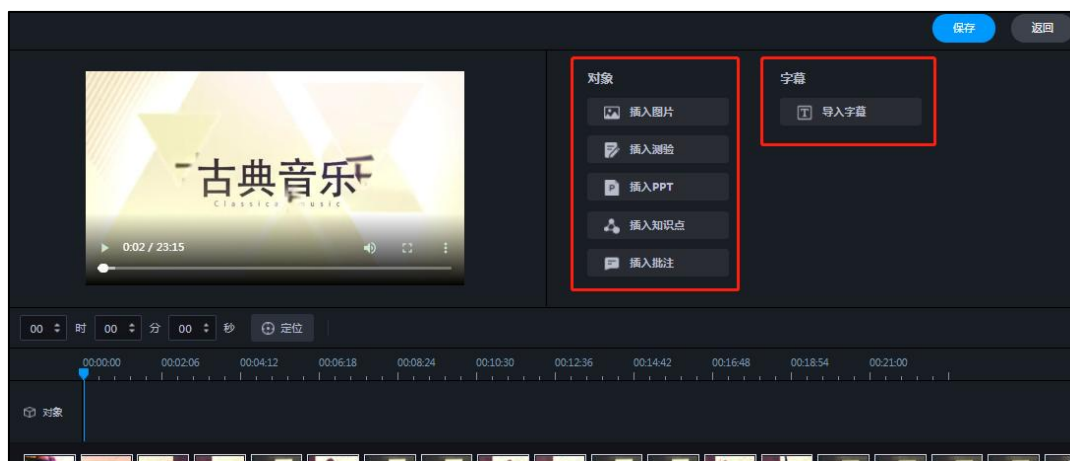 保存 返回
对象 字幕
插入图片 导入字幕
插入测验
插入PPT
插入知识点
插入批注
古典音乐
Classical music
0:02 / 23:15
00 时 00 分 00 秒 定位
00:00:00 00:02:06 00:04:12 00:06:18 00:08:24 00:10:30 00:12:36 00:14:42 00:16:48 00:18:54 00:21:00
对象